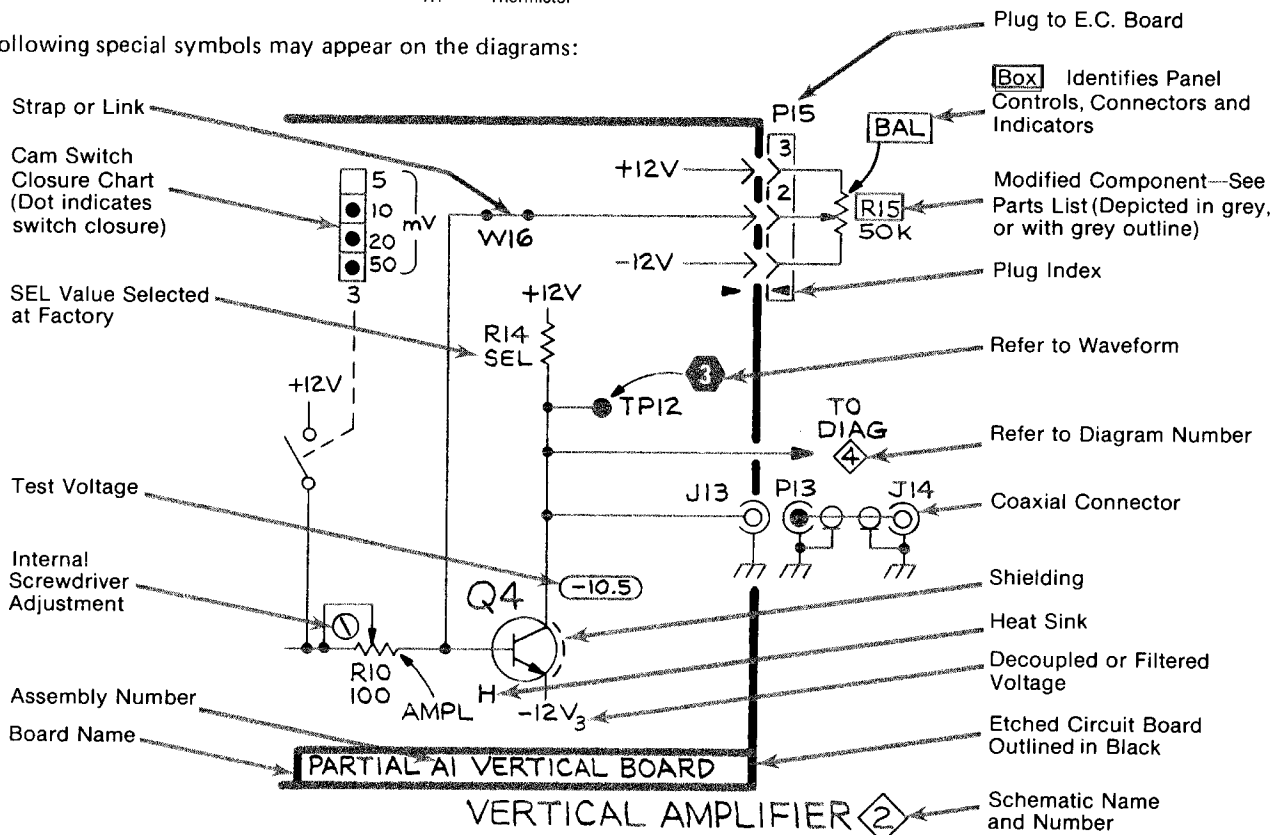 Thermistor
ollowing special symbols may appear on the diagrams:
Plug to E.C. Board
Box Identifies Panel
Controls, Connectors and
Indicators
Modified Component—See
Parts List (Depicted in grey,
or with grey outline)
Plug Index
Refer to Waveform
Refer to Diagram Number
Coaxial Connector
Shielding
Heat Sink
Decoupled or Filtered
Voltage
Etched Circuit Board
Outlined in Black
Schematic Name
and Number
Strap or Link
Cam Switch
Closure Chart
(Dot indicates
switch closure)
SEL Value Selected
at Factory
Test Voltage
Internal
Screwdriver
Adjustment
Assembly Number
Board Name
5
10
20
50
mV
3
+12V
W16
+12V
R14
SEL
+12V
-12V
P15
3
2
BAL
R15
50K
3
TP12
TO
DIAG
4
J13
P13
J14
-10.5
Q4
R10
100
AMPL
H
-12V3
PARTIAL A1 VERTICAL BOARD
VERTICAL AMPLIFIER 2